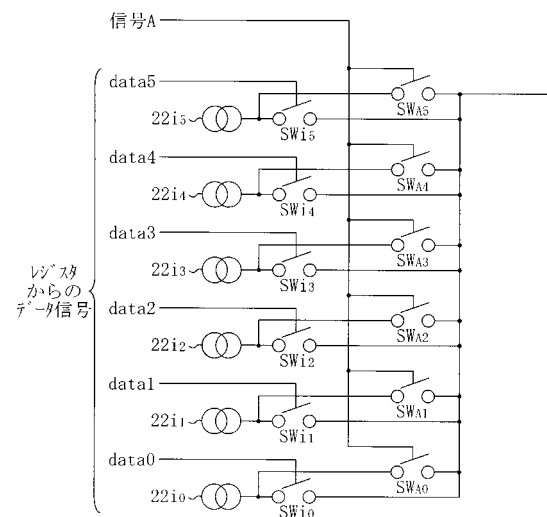 信号A
data5
SWA5
22i5
SWi5
data4
SWA4
22i4
SWi4
data3
SWA3
22i3
SWi3
レジスタ
からの
データ信号
data2
SWA2
22i2
SWi2
data1
SWA1
22i1
SWi1
data0
SWA0
22i0
SWi0